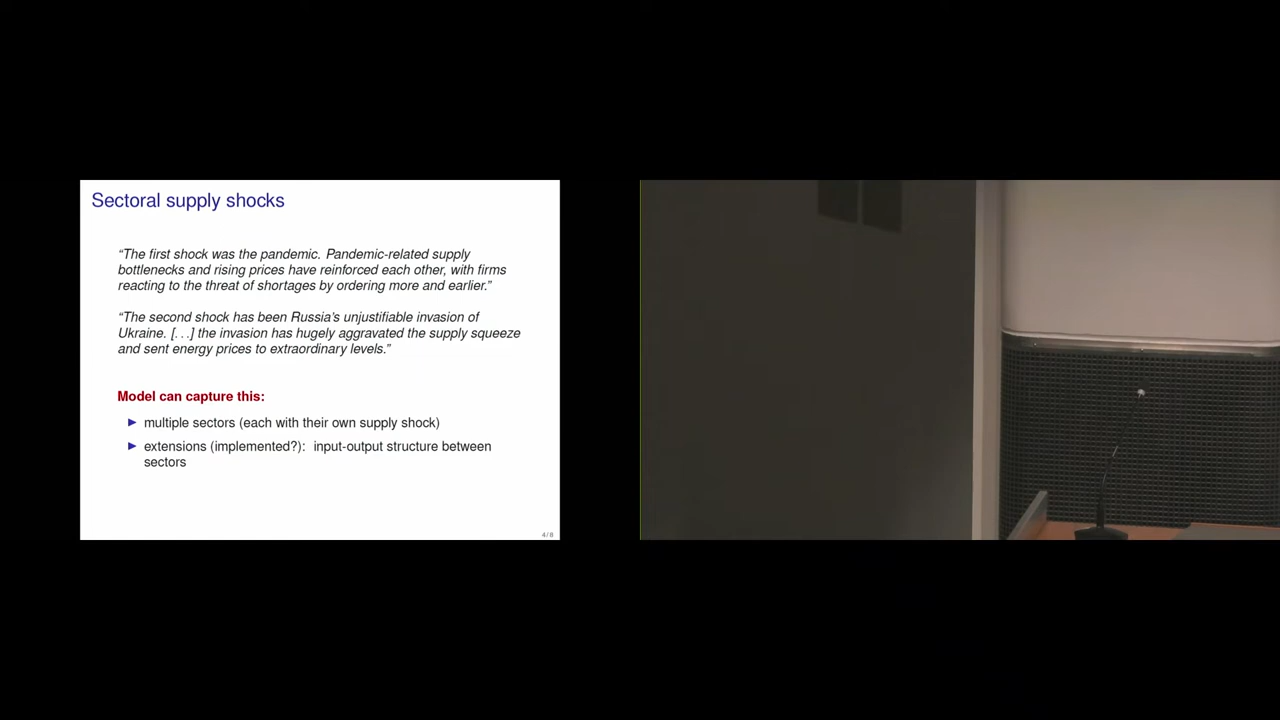 Sectoral supply shocks
“The first shock was the pandemic. Pandemic-related supply
bottlenecks and rising prices have reinforced each other, with firms
reacting to the threat of shortages by ordering more and earlier.”
“The second shock has been Russia’s unjustifiable invasion of
Ukraine. [...] the invasion has hugely aggravated the supply squeeze
and sent energy prices to extraordinary levels.”
Model can capture this:
▶ multiple sectors (each with their own supply shock)
▶ extensions (implemented?): input-output structure between
sectors
4/8